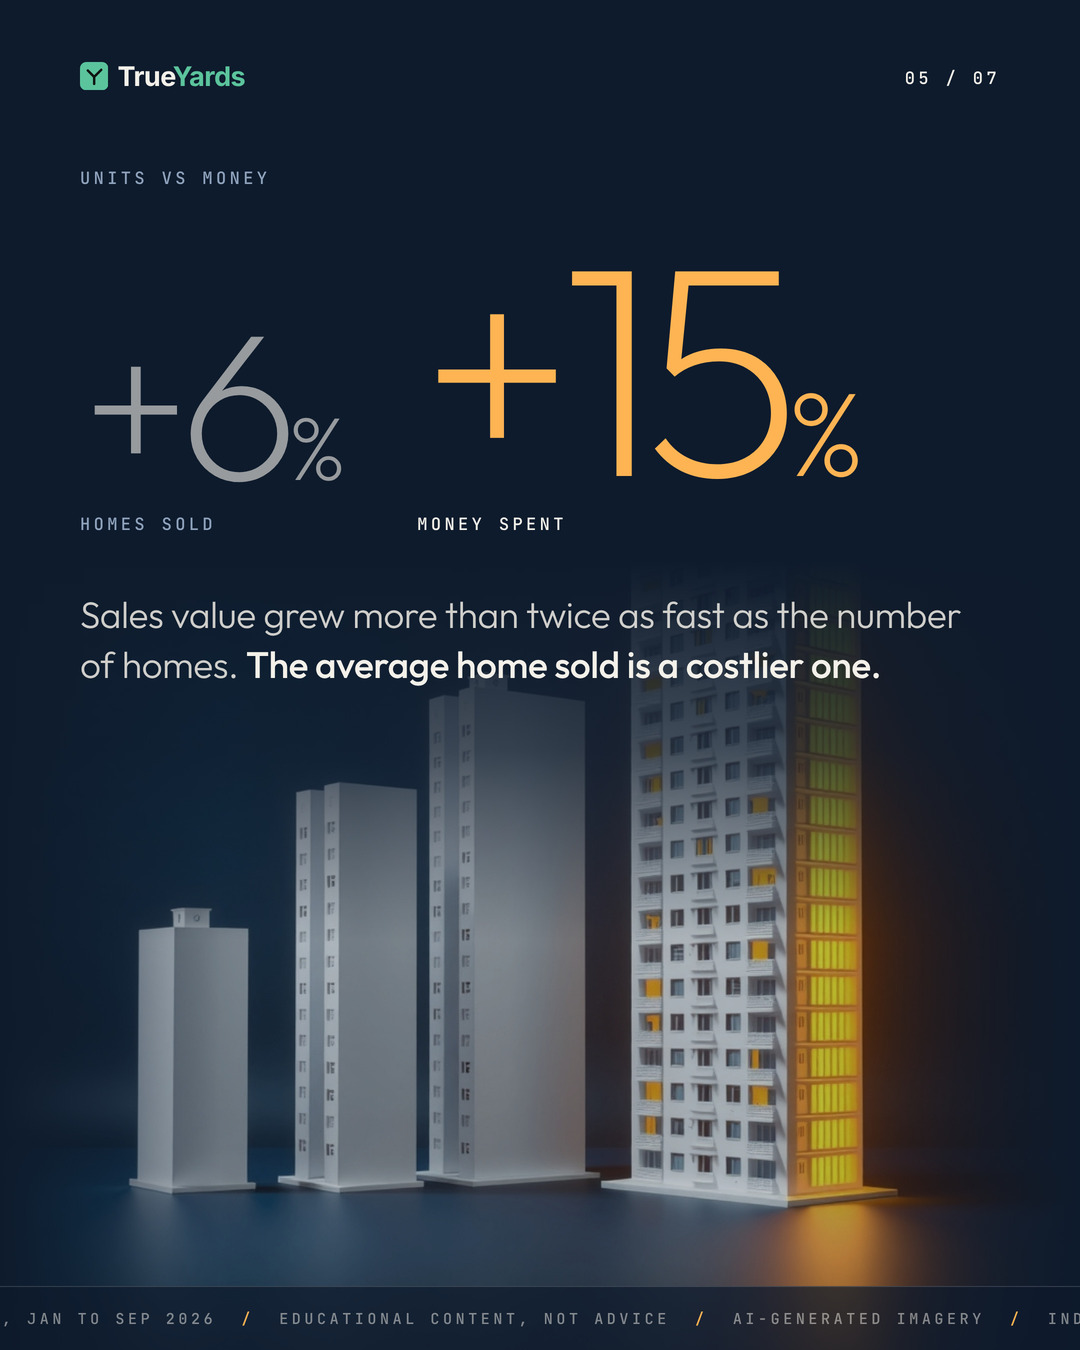 TrueYards
05 / 07
UNITS VS MONEY
+6%
+15%
HOMES SOLD
MONEY SPENT
Sales value grew more than twice as fast as the number
of homes. The average home sold is a costlier one.
, JAN TO SEP 2026 / EDUCATIONAL CONTENT, NOT ADVICE / AI-GENERATED IMAGERY /